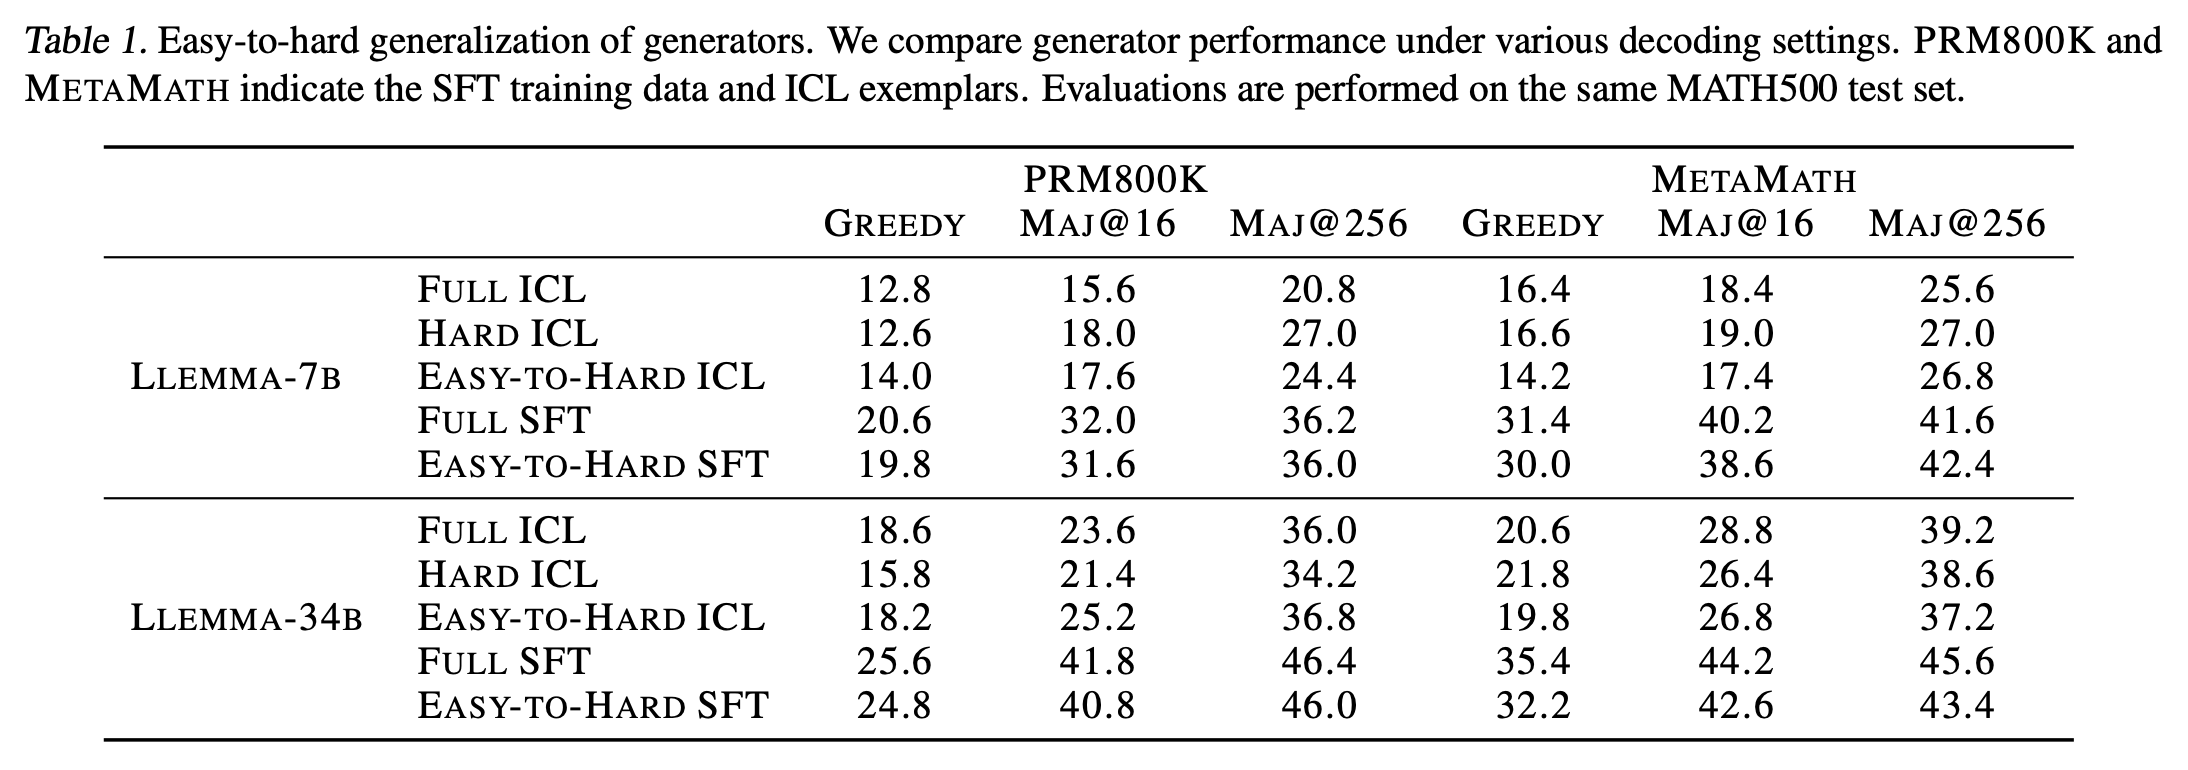 Table 1. Easy-to-hard generalization of generators. We compare generator performance under various decoding settings. PRM800K and
METAMATH indicate the SFT training data and ICL exemplars. Evaluations are performed on the same MATH500 test set.
PRM800K METAMATH
GREEDY MAJ@16 MAJ@256 GREEDY MAJ@16 MAJ@256
FULL ICL 12.8 15.6 20.8 16.4 18.4 25.6
HARD ICL 12.6 18.0 27.0 16.6 19.0 27.0
LLEMMA-7B EASY-TO-HARD ICL 14.0 17.6 24.4 14.2 17.4 26.8
FULL SFT 20.6 32.0 36.2 31.4 40.2 41.6
EASY-TO-HARD SFT 19.8 31.6 36.0 30.0 38.6 42.4
FULL ICL 18.6 23.6 36.0 20.6 28.8 39.2
HARD ICL 15.8 21.4 34.2 21.8 26.4 38.6
LLEMMA-34B EASY-TO-HARD ICL 18.2 25.2 36.8 19.8 26.8 37.2
FULL SFT 25.6 41.8 46.4 35.4 44.2 45.6
EASY-TO-HARD SFT 24.8 40.8 46.0 32.2 42.6 43.4